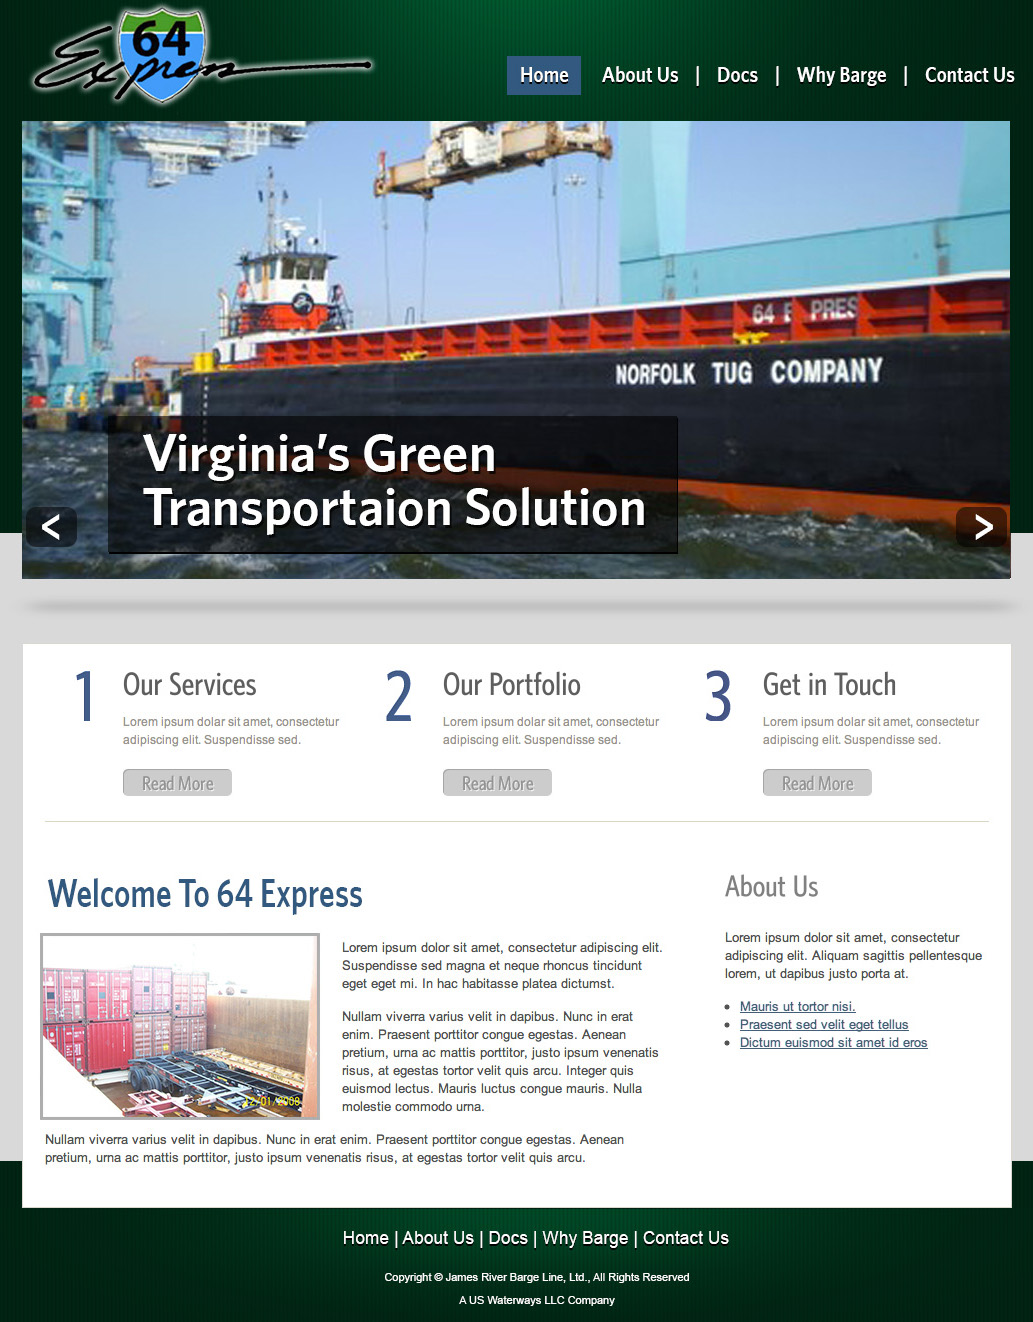 64
Express
Home
About Us | Docs | Why Barge | Contact Us
64 E PRES
NORFOLK TUG COMPANY
Virginia's Green
Transportaion Solution
<
>
1 Our Services
Lorem ipsum dolar sit amet, consectetur
adipiscing elit. Suspendisse sed.
Read More
2 Our Portfolio
Lorem ipsum dolar sit amet, consectetur
adipiscing elit. Suspendisse sed.
Read More
3 Get in Touch
Lorem ipsum dolar sit amet, consectetur
adipiscing elit. Suspendisse sed.
Read More
Welcome To 64 Express
12/01/2008
Lorem ipsum dolor sit amet, consectetur adipiscing elit.
Suspendisse sed magna et neque rhoncus tincidunt
eget eget mi. In hac habitasse platea dictumst.
Nullam viverra varius velit in dapibus. Nunc in erat
enim. Praesent porttitor congue egestas. Aenean
pretium, urna ac mattis porttitor, justo ipsum venenatis
risus, at egestas tortor velit quis arcu. Integer quis
euismod lectus. Mauris luctus congue mauris. Nulla
molestie commodo urna.
Nullam viverra varius velit in dapibus. Nunc in erat enim. Praesent porttitor congue egestas. Aenean
pretium, urna ac mattis porttitor, justo ipsum venenatis risus, at egestas tortor velit quis arcu.
About Us
Lorem ipsum dolor sit amet, consectetur
adipiscing elit. Aliquam sagittis pellentesque
lorem, ut dapibus justo porta at.
• Mauris ut tortor nisi.
• Praesent sed velit eget tellus
• Dictum euismod sit amet id eros
Home | About Us | Docs | Why Barge | Contact Us
Copyright © James River Barge Line, Ltd., All Rights Reserved
A US Waterways LLC Company